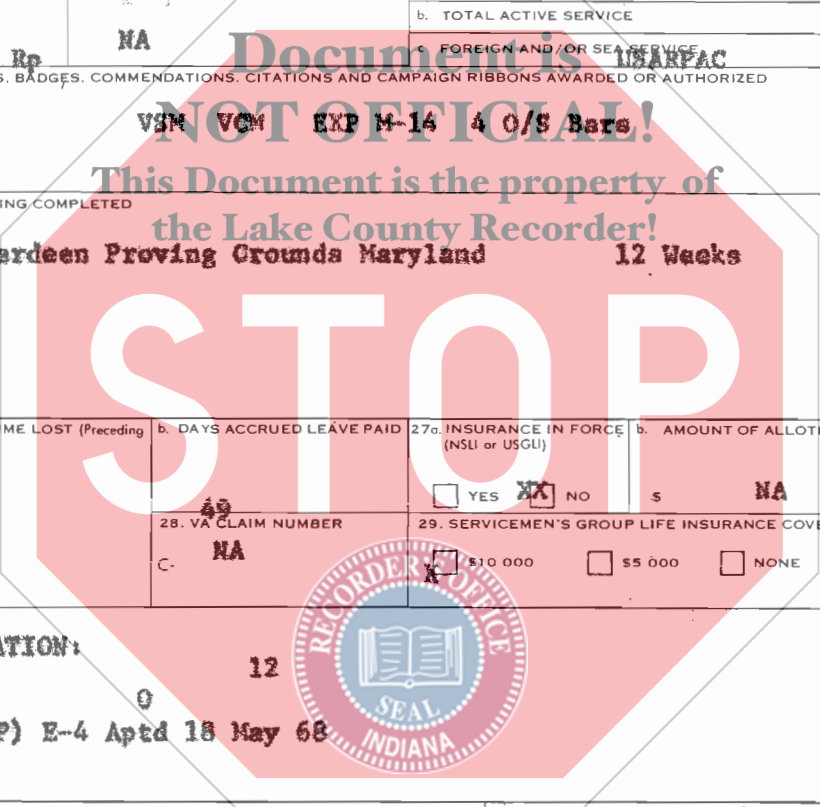 b. TOTAL ACTIVE SERVICE
NA
c FOREIGN AND/OR SEA SERVICE
Rp
USARPAC
Document is
S, BADGES, COMMENDATIONS, CITATIONS AND CAMPAIGN RIBBONS AWARDED OR AUTHORIZED
VSM VCM EXP M-14 4 O/S Bars
NOT OFFICIAL!
This Document is the property of
ING COMPLETED
the Lake County Recorder!
ardeen Proving Grounds Maryland 12 Weeks
STOP
ME LOST (Preceding
b. DAYS ACCRUED LEAVE PAID
27a. INSURANCE IN FORCE
(NSLI or USGLI)
b. AMOUNT OF ALLOT
YES XX NO
$ NA
49
28. VA CLAIM NUMBER
29. SERVICEMEN'S GROUP LIFE INSURANCE COVE
C- NA
X $10 000 $5 000 NONE
RECORDER'S OFFICE
SEAL
INDIANA
ATION:
12
0
P) E-4 Aptd 18 May 68